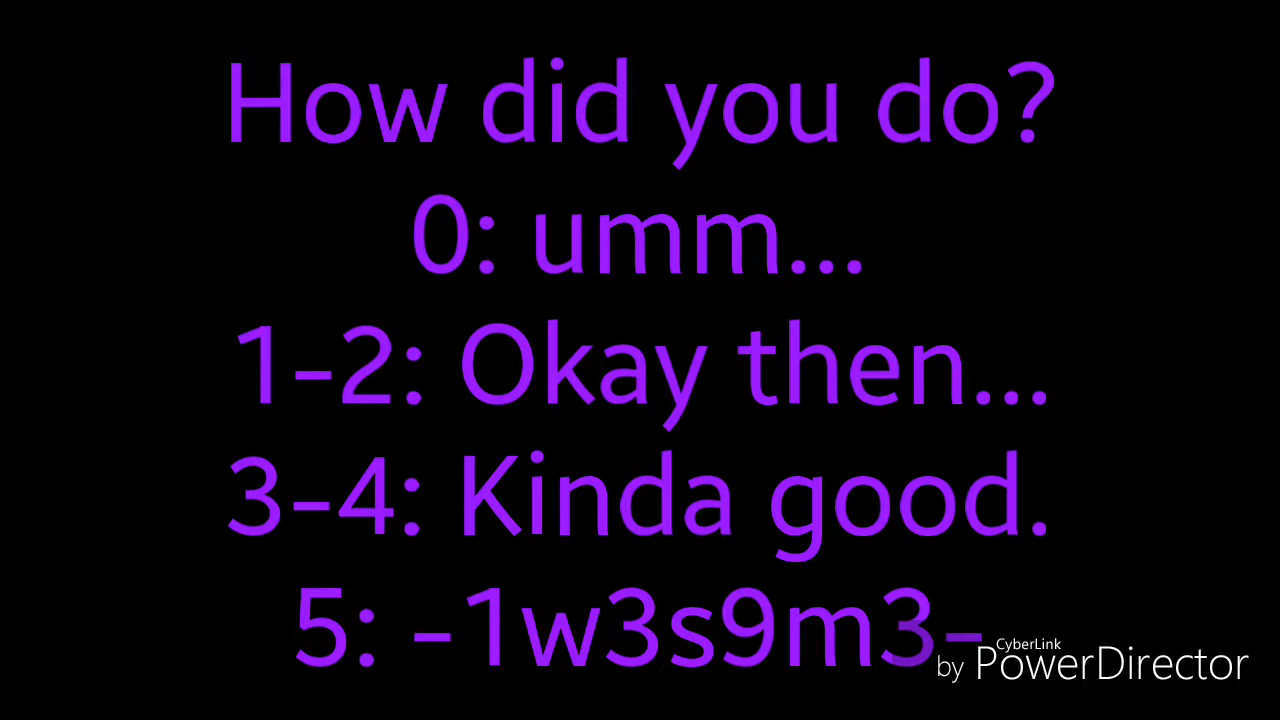 How did you do?
0: umm...
1-2: Okay then...
3-4: Kinda good.
5: -1w3s9m3-
CyberLink
by PowerDirector